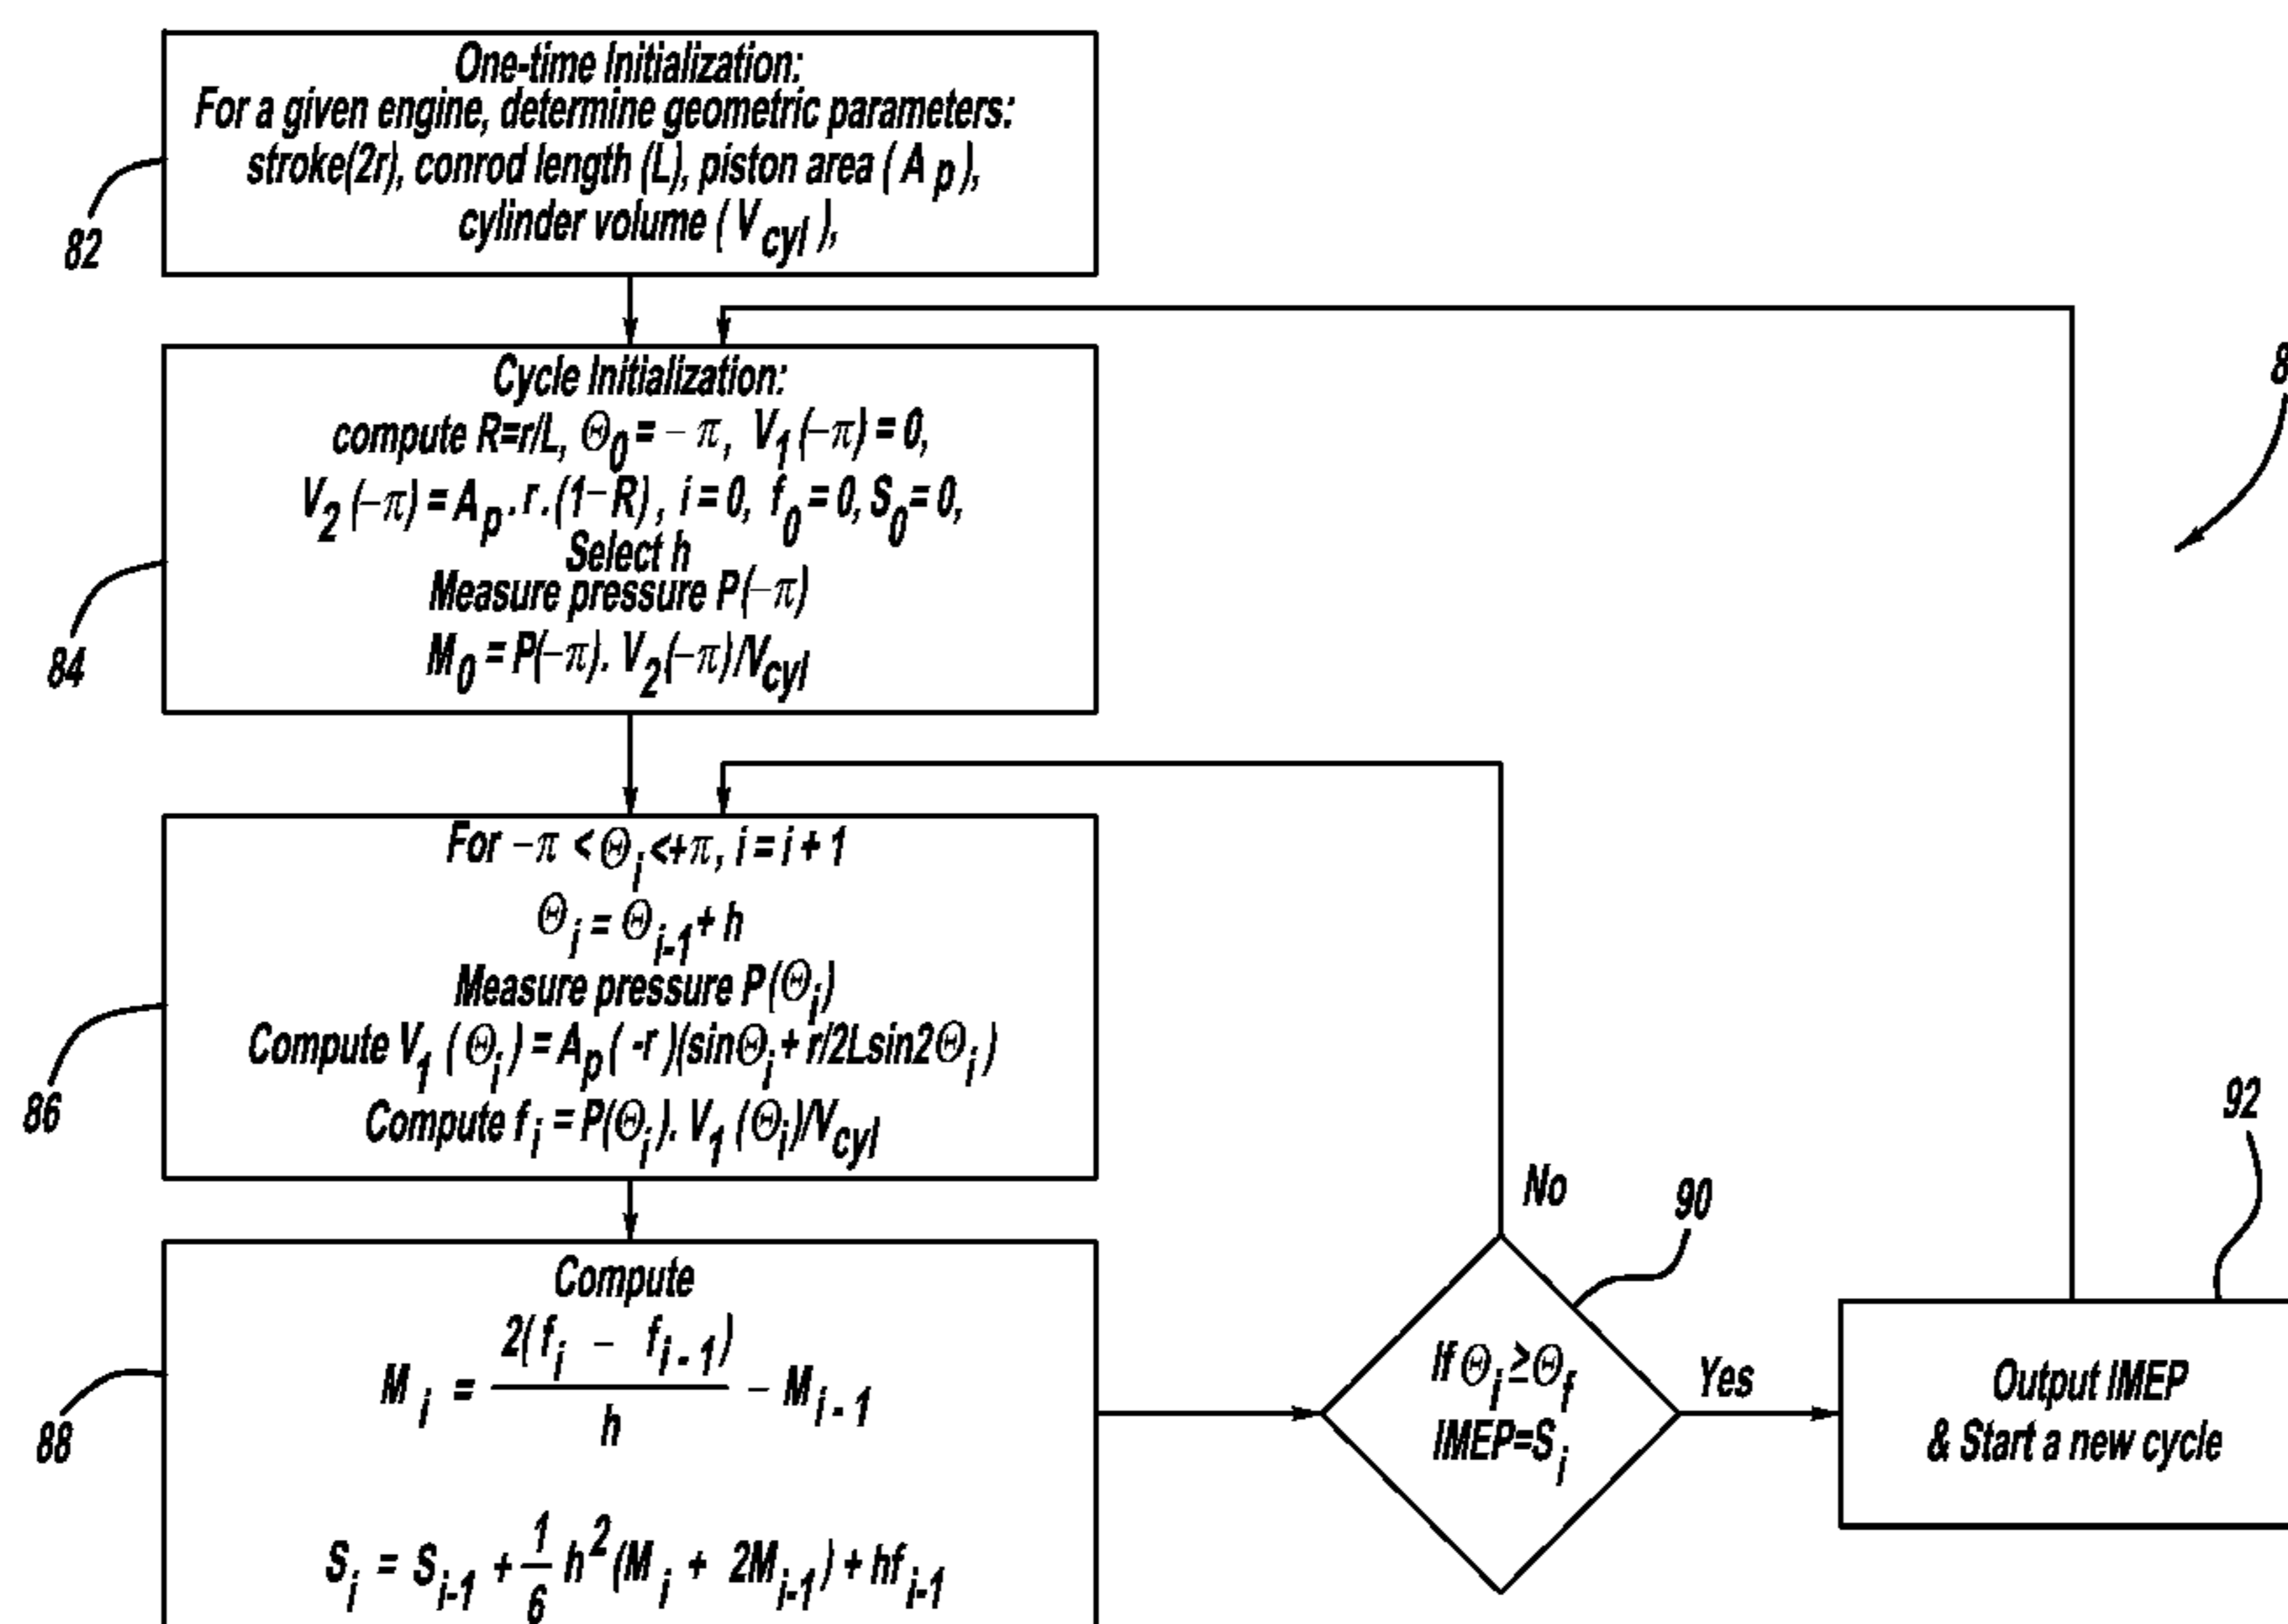 One-time Initialization:
For a given engine, determine geometric parameters:
stroke(2r), conrod length (L), piston area ( A p ),
cylinder volume ( V cyl ),
82
Cycle Initialization:
compute R=r/L, Θ0 = − π, V1 (−π) = 0,
V2 (−π) = Ap . r . (1− R) , i = 0, f0 = 0, S0 = 0,
Select h
Measure pressure P(−π)
M0 = P(−π). V2(−π)/Vcyl
84
For −π < Θi <+π, i = i + 1
Θi = Θi-1 + h
Measure pressure P(Θi)
Compute V1 (Θi) = Ap ( -r )(sinΘi + r/2Lsin2Θi )
Compute fi = P(Θi). V1 (Θi)/Vcyl
86
Compute
Mi = 2( fi − fi - 1) / h − Mi - 1
Si = Si-1 + 1/6 h² (Mi + 2Mi-1) + hfi-1
88
No
90
If Θi ≥ Θf
IMEP=Si
Yes
92
Output IMEP
& Start a new cycle